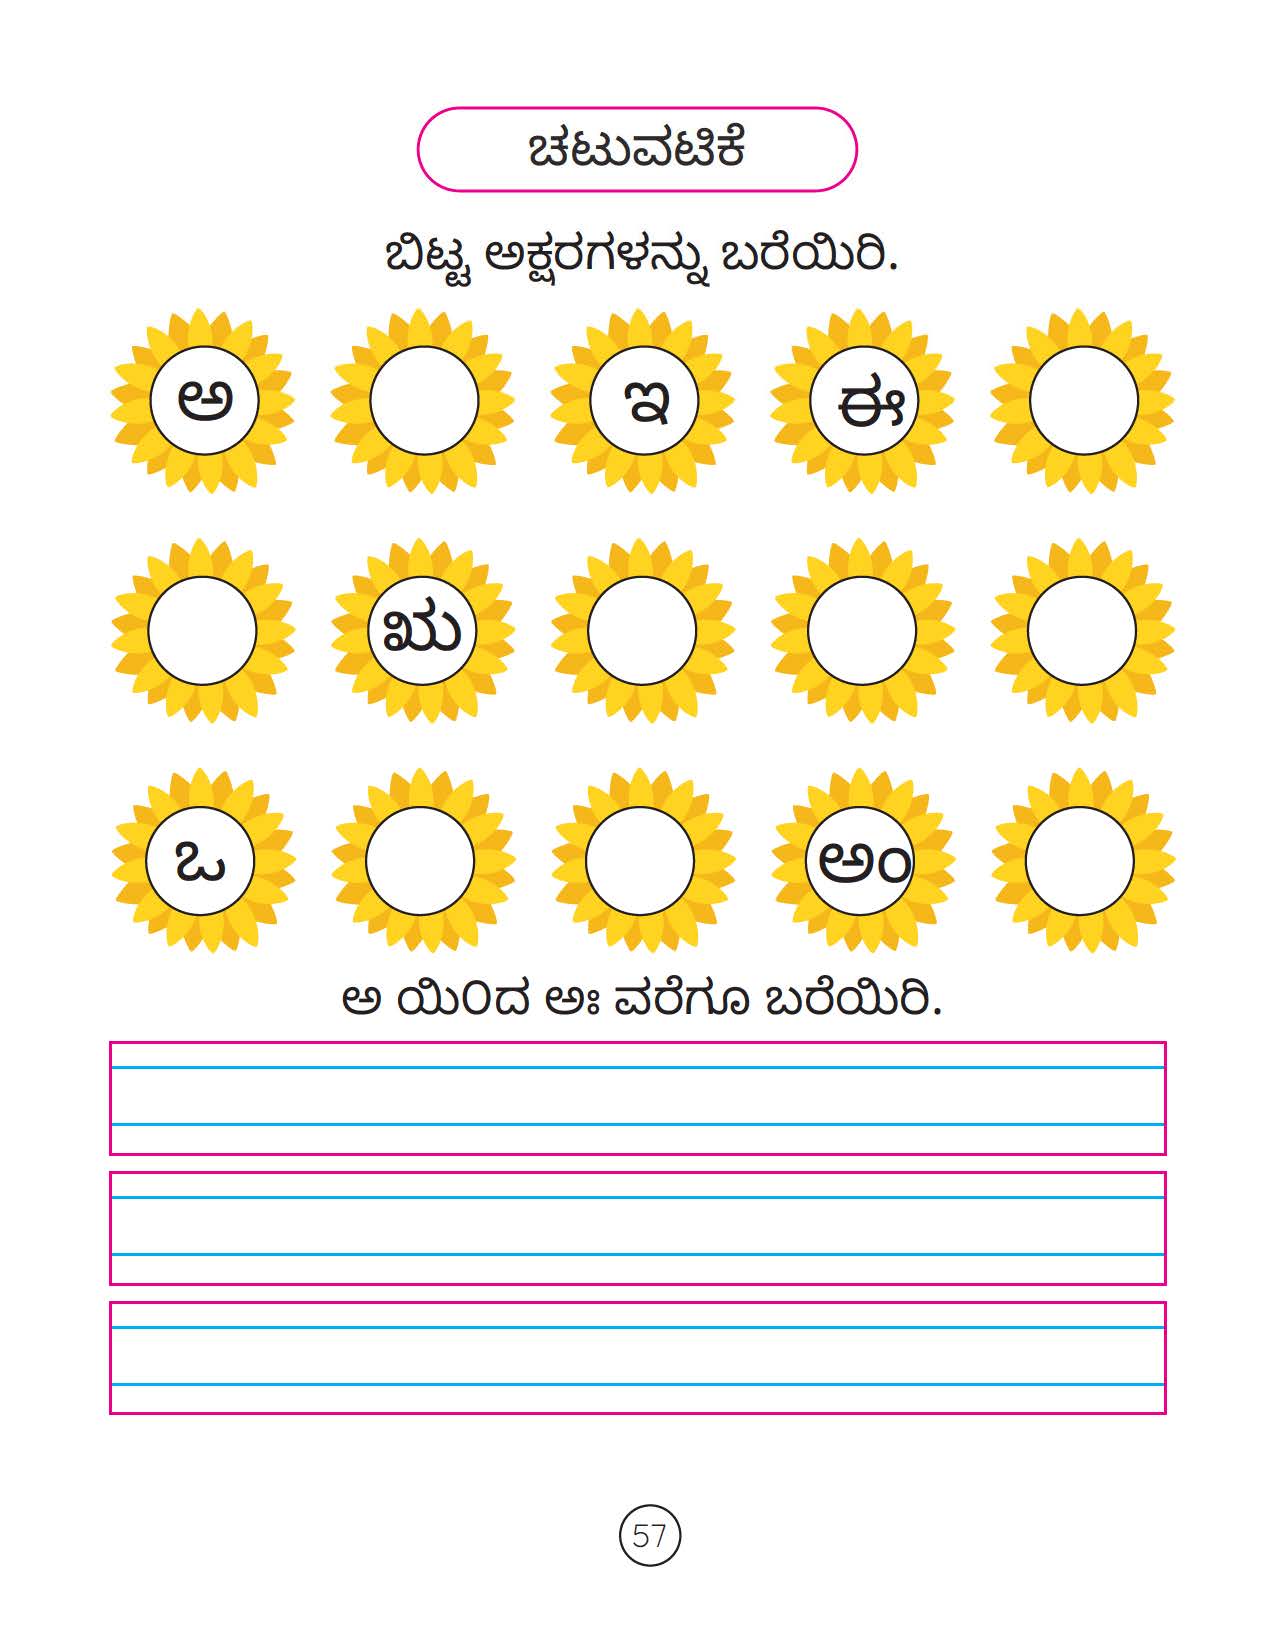 ಚಟುವಟಿಕೆ
ಬಿಟ್ಟ ಅಕ್ಷರಗಳನ್ನು ಬರೆಯಿರಿ.
ಅ ಇ ಈ
ಋ
ಒ ಅಂ
ಅ ಯಿಂದ ಅಃ ವರೆಗೂ ಬರೆಯಿರಿ.
57